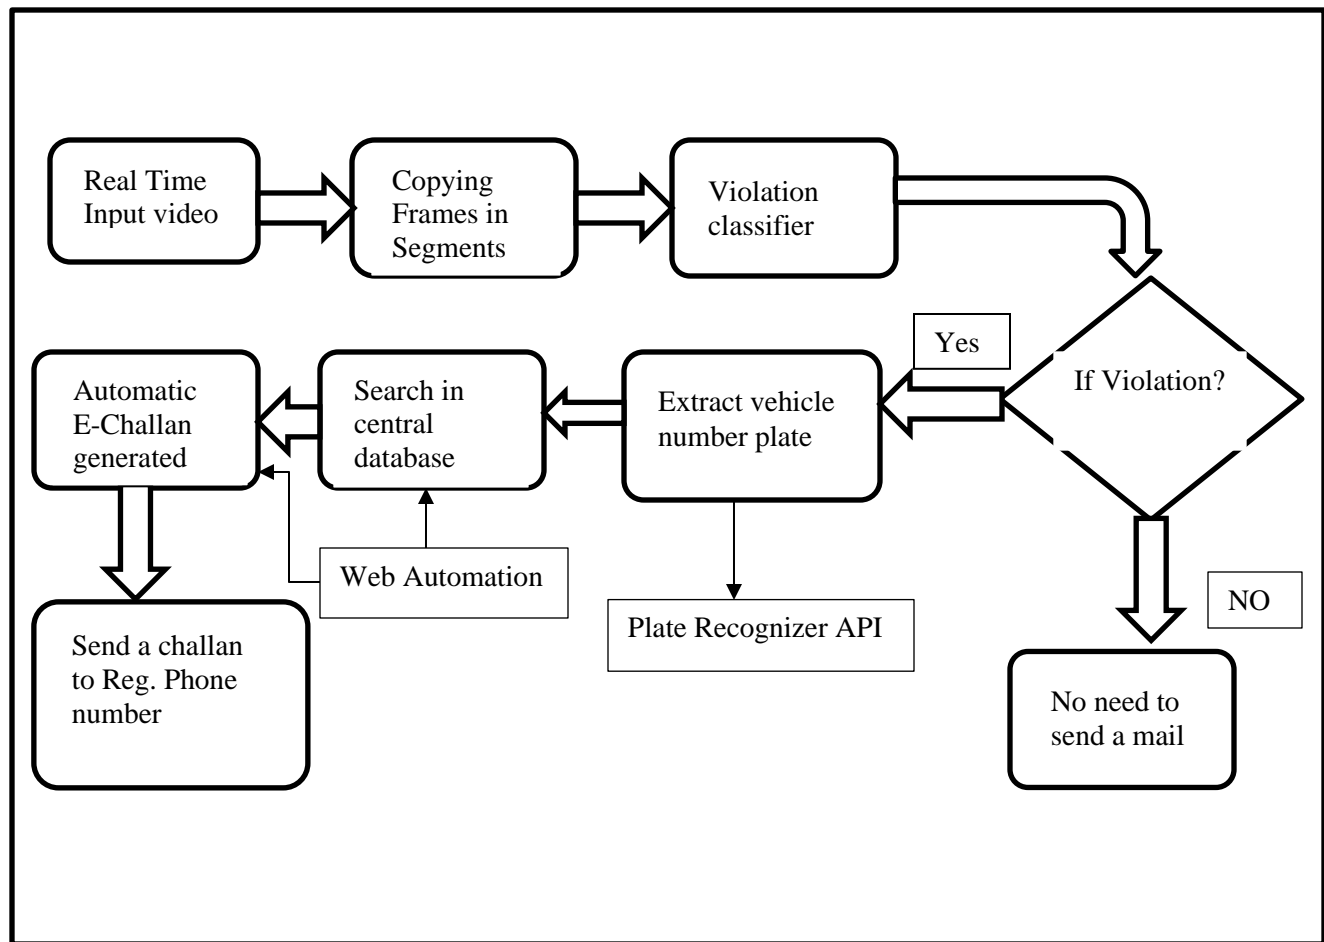 Real Time
Input video
Copying
Frames in
Segments
Violation
classifier
If Violation?
Yes
Extract vehicle
number plate
Search in
central
database
Automatic
E-Challan
generated
Web Automation
Plate Recognizer API
NO
Send a challan
to Reg. Phone
number
No need to
send a mail